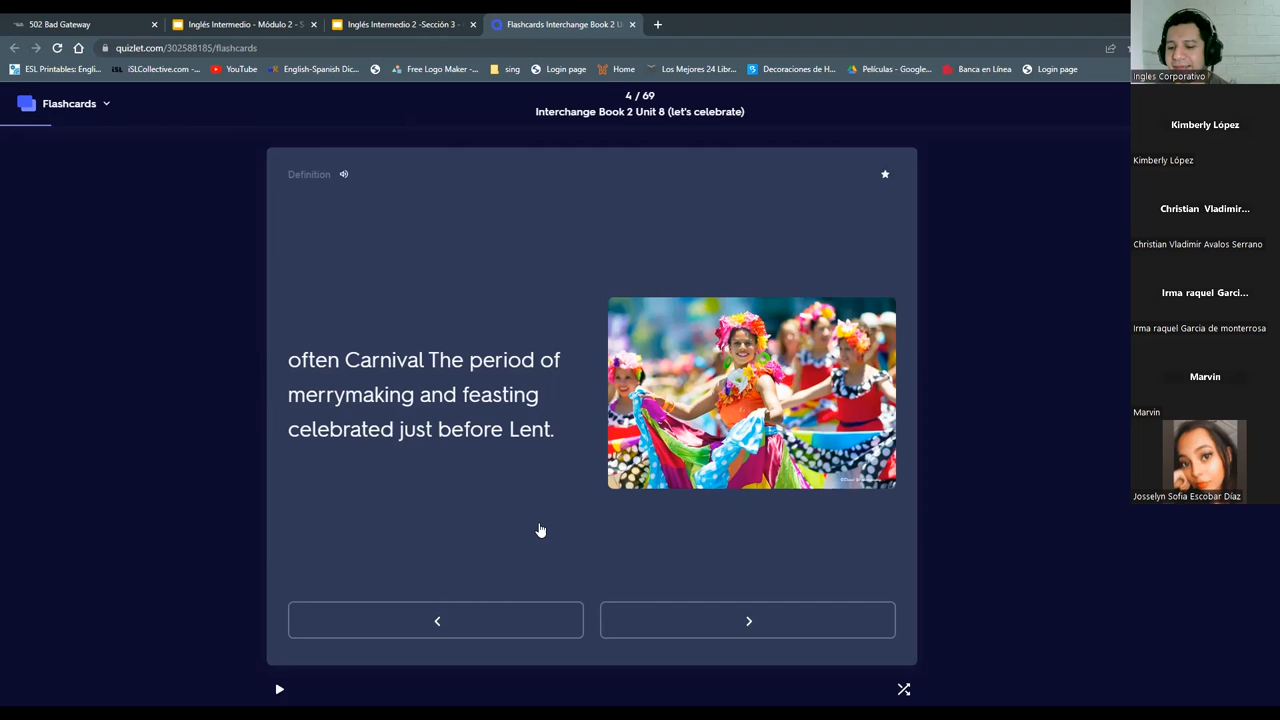 502 Bad Gateway
Inglés Intermedio - Módulo 2 - S
Inglés Intermedio 2 -Sección 3 -
Flashcards Interchange Book 2 U
quizlet.com/302588185/flashcards
ESL Printables: Engli...
iSLCollective.com -...
YouTube
English-Spanish Dic...
Free Logo Maker -...
sing
Login page
Home
Los Mejores 24 Libr...
Decoraciones de H...
Películas - Google...
Banca en Línea
Login page
Flashcards
4 / 69
Interchange Book 2 Unit 8 (let's celebrate)
Definition
often Carnival The period of
merrymaking and feasting
celebrated just before Lent.
Ingles Corporativo
Kimberly López
Kimberly López
Christian Vladimir...
Christian Vladimir Avalos Serrano
Irma raquel Garci...
Irma raquel Garcia de monterrosa
Marvin
Marvin
Josselyn Sofia Escobar Díaz